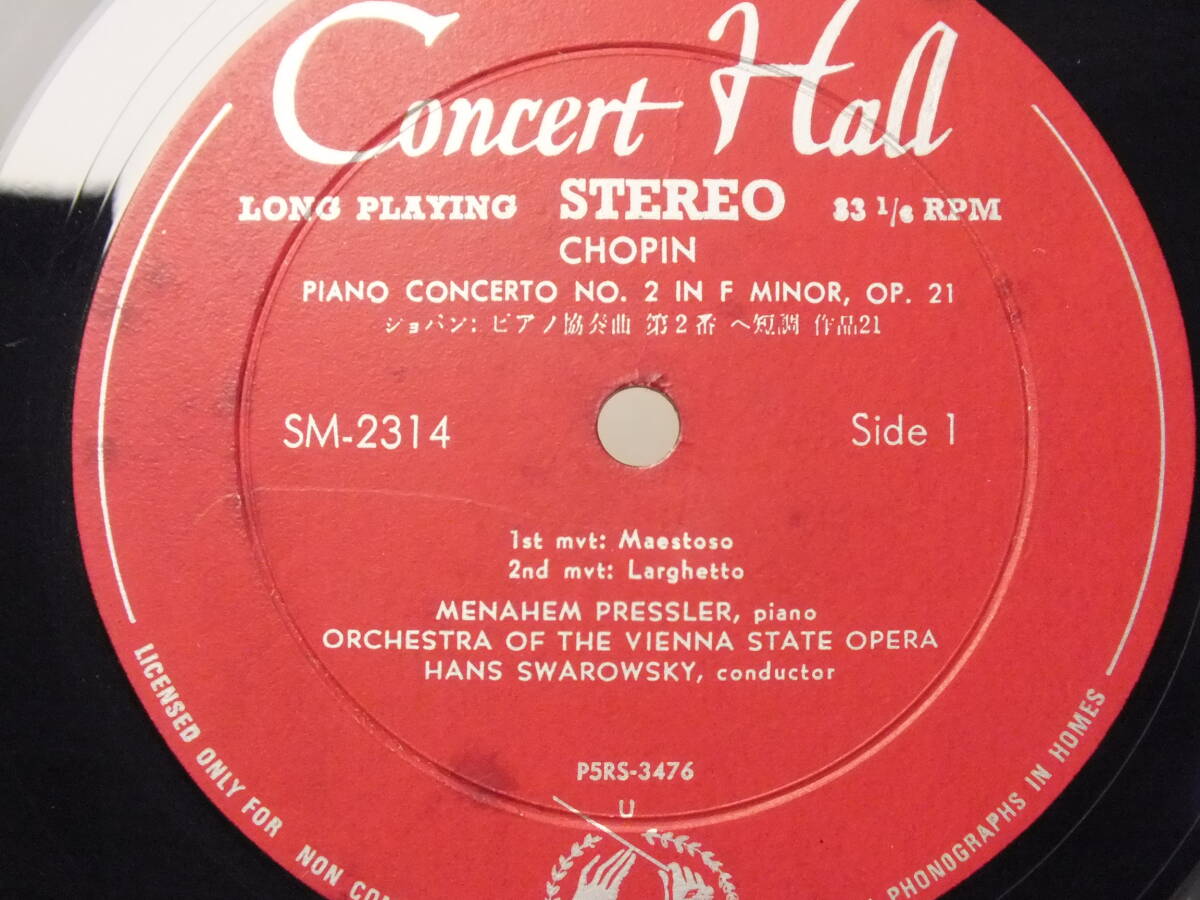 Concert Hall
LONG PLAYING STEREO 33 1/3 RPM
CHOPIN
PIANO CONCERTO NO. 2 IN F MINOR, OP. 21
ショパン: ピアノ協奏曲 第2番 ヘ短調 作品21
SM-2314 Side 1
1st mvt: Maestoso
2nd mvt: Larghetto
MENAHEM PRESSLER, piano
ORCHESTRA OF THE VIENNA STATE OPERA
HANS SWAROWSKY, conductor
P5RS-3476
U
LICENSED ONLY FOR NON PHONOGRAPHS IN HOMES